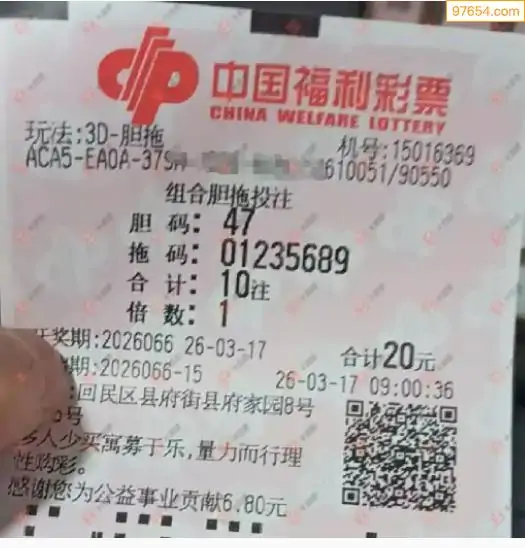 97654.com
中国福利彩票
CHINA WELFARE LOTTERY
玩法:3D-胆拖
机号:15016369
ACA5-EA0A-379
610051/90550
组合胆拖投注
胆码: 47
拖码: 01235689
合计: 10注
倍数: 1
开奖期:2026066 26-03-17
合计20元
期:2026066-15
26-03-17 09:00:36
:回民区县府街县府家园8号
号
多人少买寓募于乐,量力而行理
性购彩。
感谢您为公益事业贡献6.80元